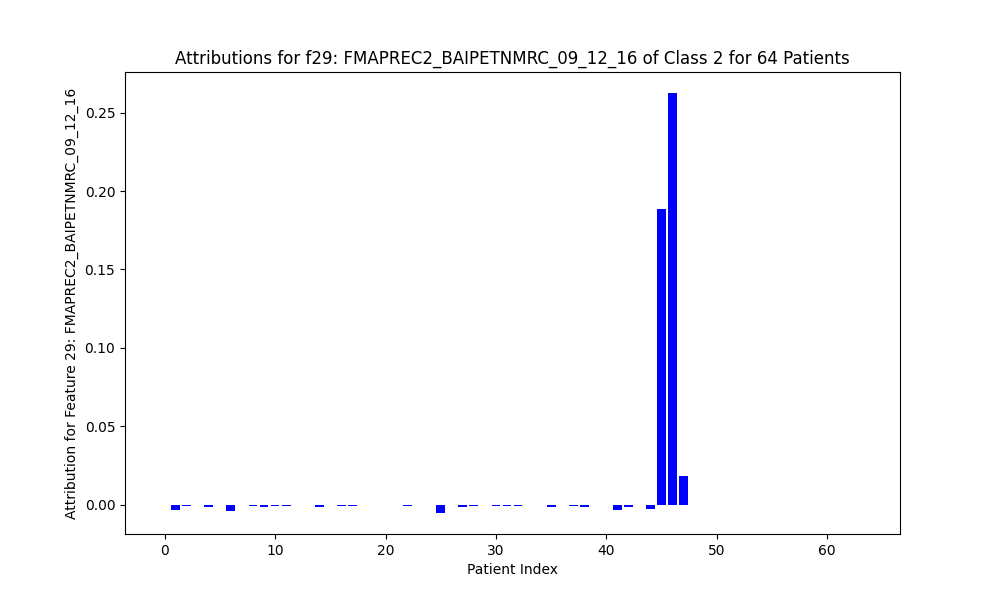 Attributions for f29: FMAPREC2_BAIPETNMRC_09_12_16 of Class 2 for 64 Patients
Attribution for Feature 29: FMAPREC2_BAIPETNMRC_09_12_16
0.25
0.20
0.15
0.10
0.05
0.00
0 10 20 30 40 50 60
Patient Index